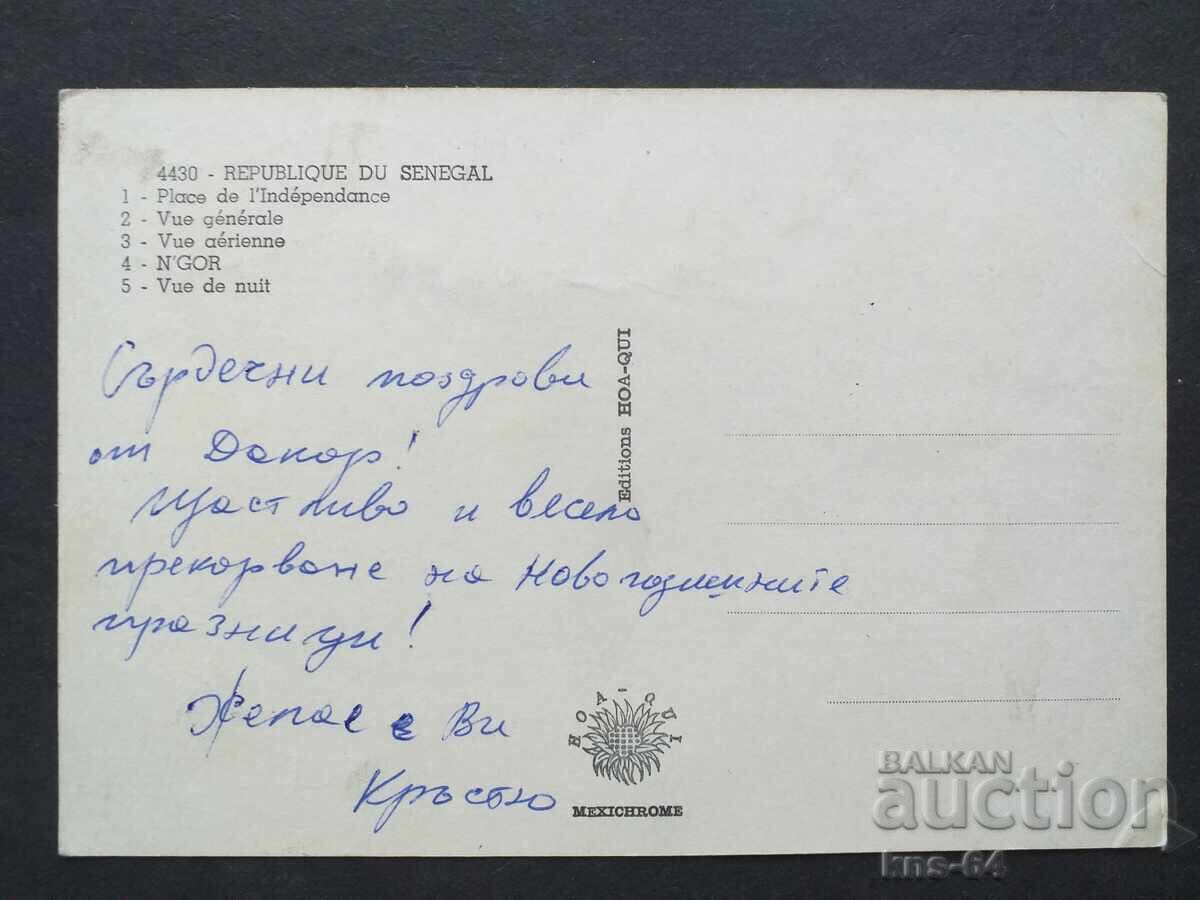 4430 - REPUBLIQUE DU SENEGAL
1 - Place de l'Indépendance
2 - Vue générale
3 - Vue aérienne
4 - N'GOR
5 - Vue de nuit
Сърдечни поздрави
от Дакар!
Щастливо и весело
прекарване на Новогодишните
празници!
Желае Ви
Кръстю
Editions HOA-QUI
HOA-QUI
MEXICHROME
BALKAN
auction
kns-64